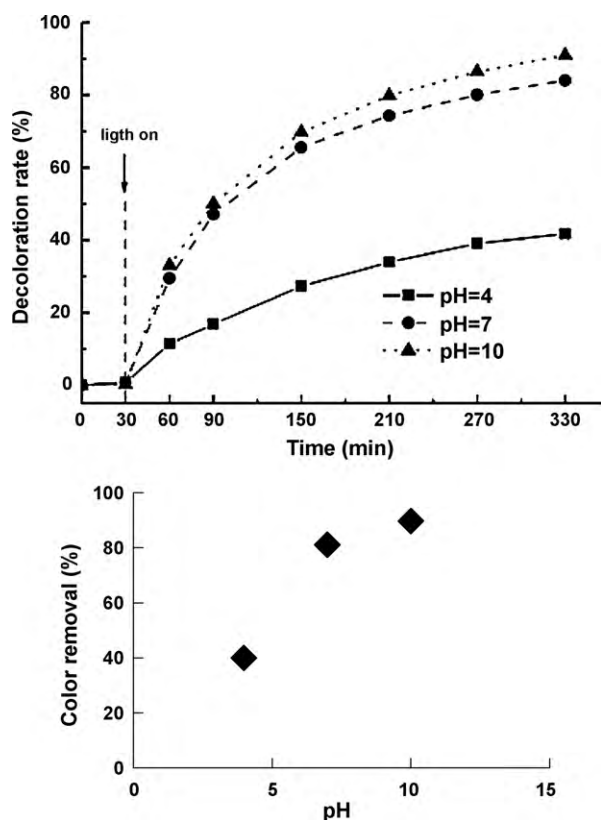 100
80
60
40
20
0
Decoloration rate (%)
ligth on
pH=4
pH=7
pH=10
0 30 60 90 150 210 270 330
Time (min)
100
80
60
40
20
0
Color removal (%)
0 5 10 15
pH